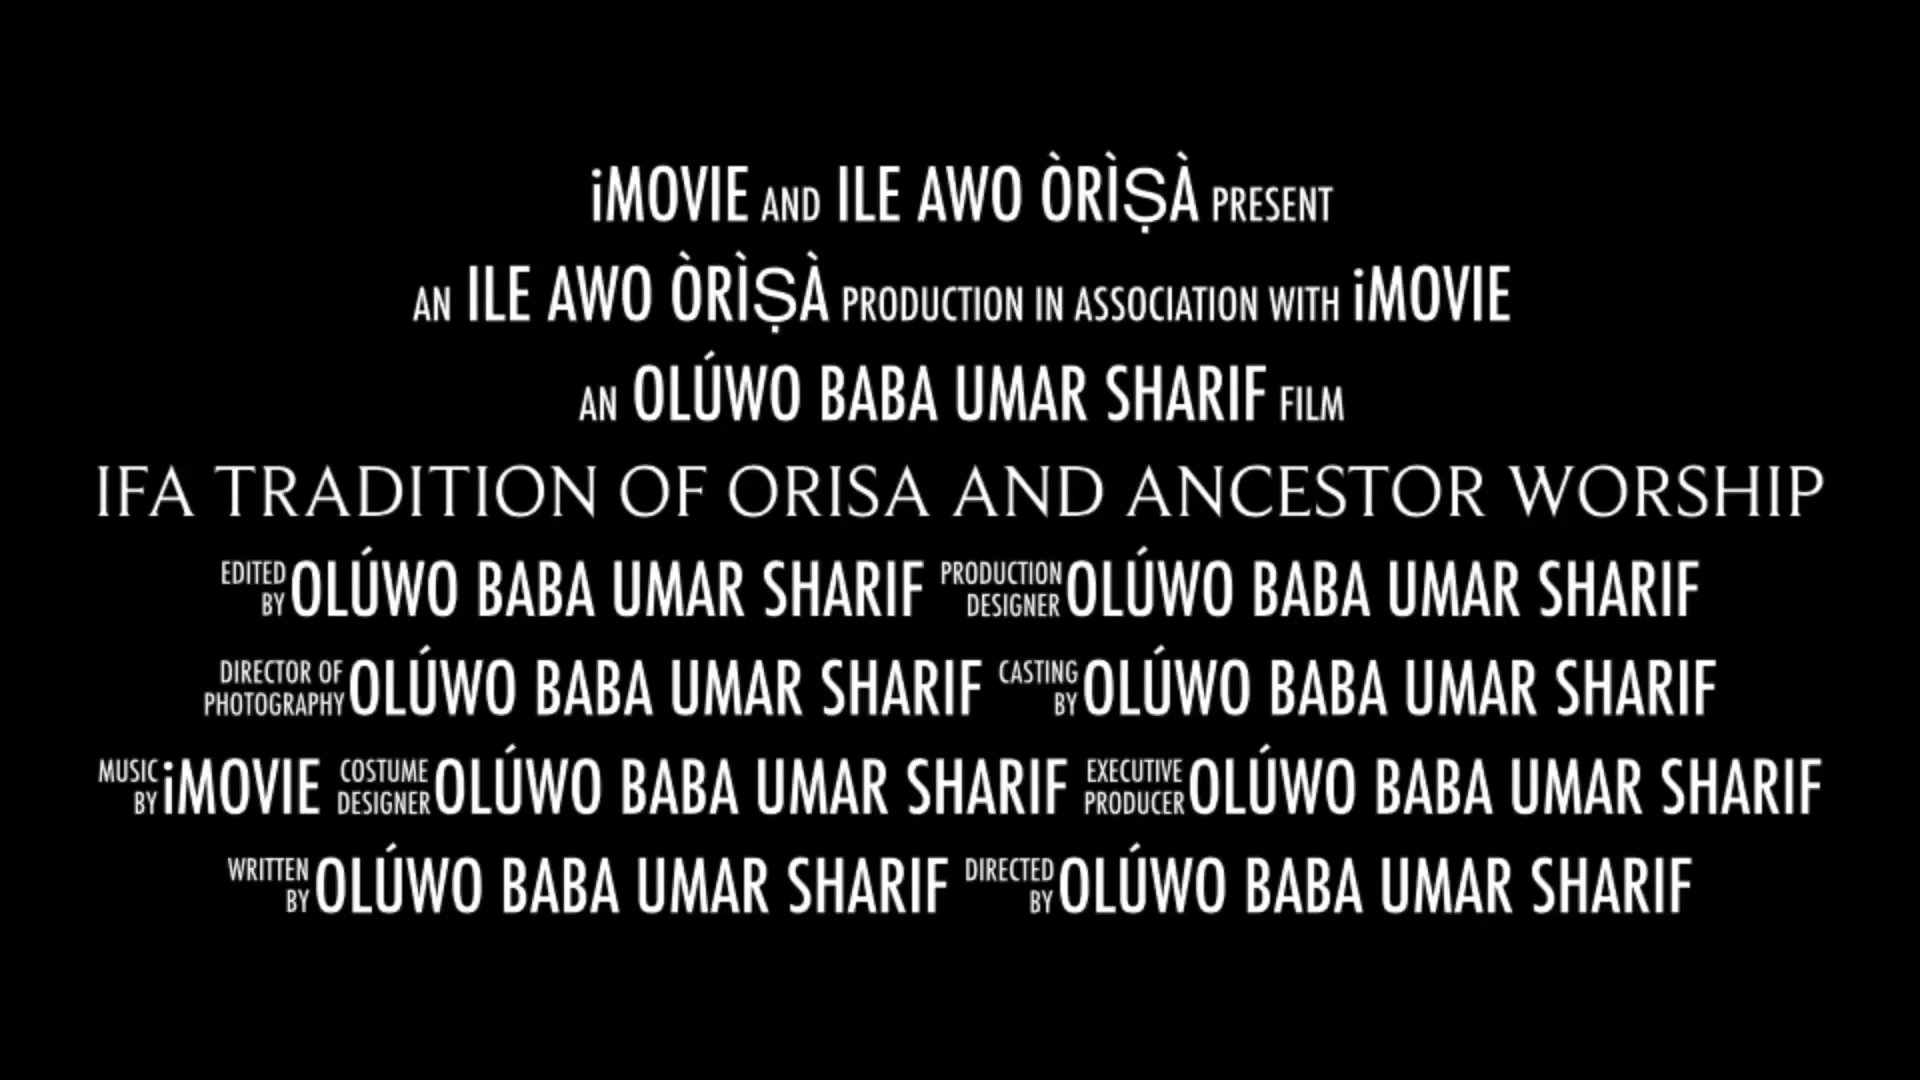 iMOVIE AND ILE AWO ÒRÌṢÀ PRESENT
AN ILE AWO ÒRÌṢÀ PRODUCTION IN ASSOCIATION WITH iMOVIE
AN OLÚWO BABA UMAR SHARIF FILM
IFA TRADITION OF ORISA AND ANCESTOR WORSHIP
EDITED BY OLÚWO BABA UMAR SHARIF PRODUCTION DESIGNER OLÚWO BABA UMAR SHARIF
DIRECTOR OF PHOTOGRAPHY OLÚWO BABA UMAR SHARIF CASTING BY OLÚWO BABA UMAR SHARIF
MUSIC BY iMOVIE COSTUME DESIGNER OLÚWO BABA UMAR SHARIF EXECUTIVE PRODUCER OLÚWO BABA UMAR SHARIF
WRITTEN BY OLÚWO BABA UMAR SHARIF DIRECTED BY OLÚWO BABA UMAR SHARIF